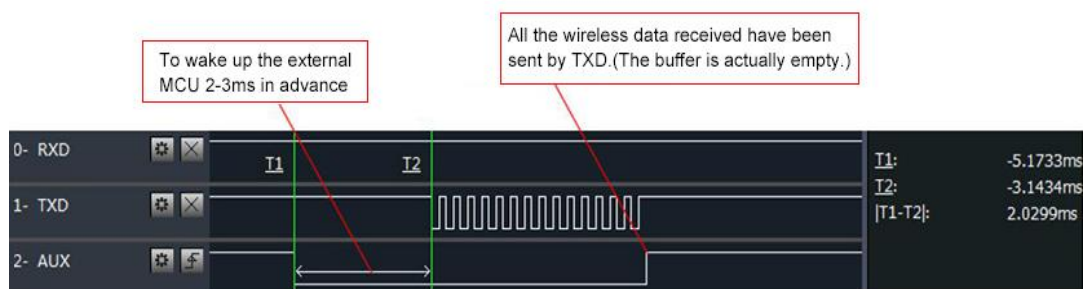 All the wireless data received have been
sent by TXD.(The buffer is actually empty.)
To wake up the external
MCU 2-3ms in advance
0- RXD
T1
T2
1- TXD
2- AUX
T1: -5.1733ms
T2: -3.1434ms
|T1-T2|: 2.0299ms